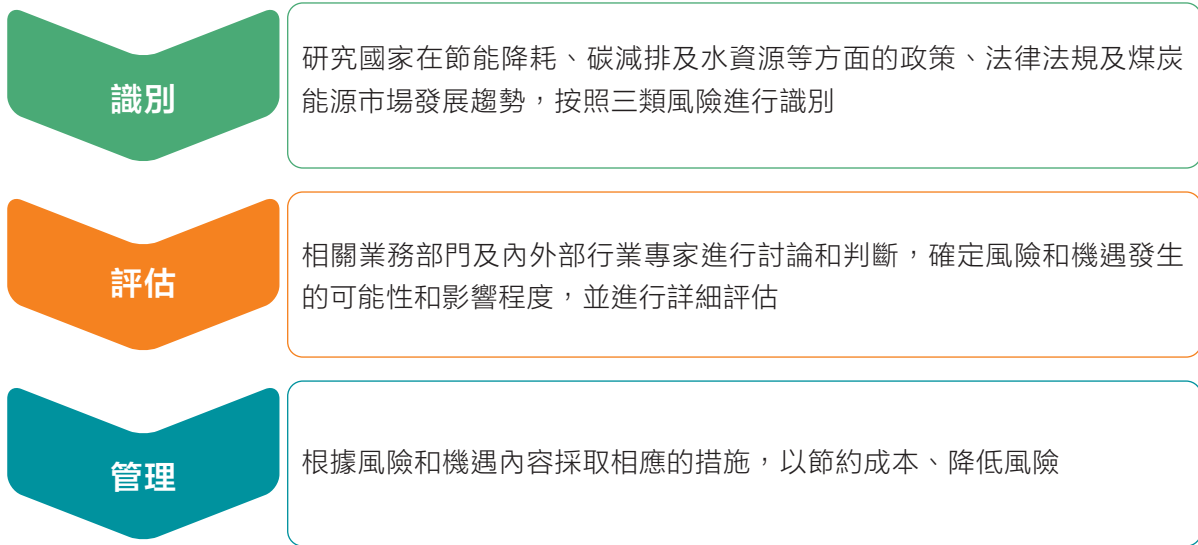 識別
研究國家在節能降耗、碳減排及水資源等方面的政策、法律法規及煤炭
能源市場發展趨勢，按照三類風險進行識別
評估
相關業務部門及內外部行業專家進行討論和判斷，確定風險和機遇發生
的可能性和影響程度，並進行詳細評估
管理
根據風險和機遇內容採取相應的措施，以節約成本、降低風險